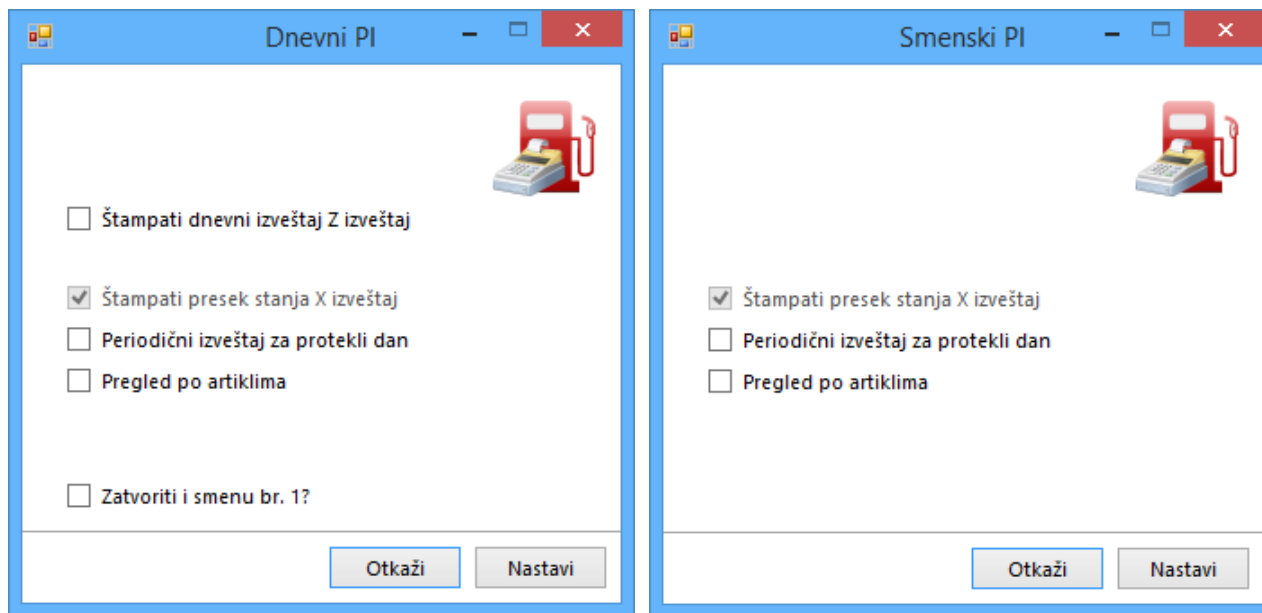 Dnevni PI
Štampati dnevni izveštaj Z izveštaj
Štampati presek stanja X izveštaj
Periodični izveštaj za protekli dan
Pregled po artiklima
Zatvoriti i smenu br. 1?
Otkaži
Nastavi
Smenski PI
Štampati presek stanja X izveštaj
Periodični izveštaj za protekli dan
Pregled po artiklima
Otkaži
Nastavi